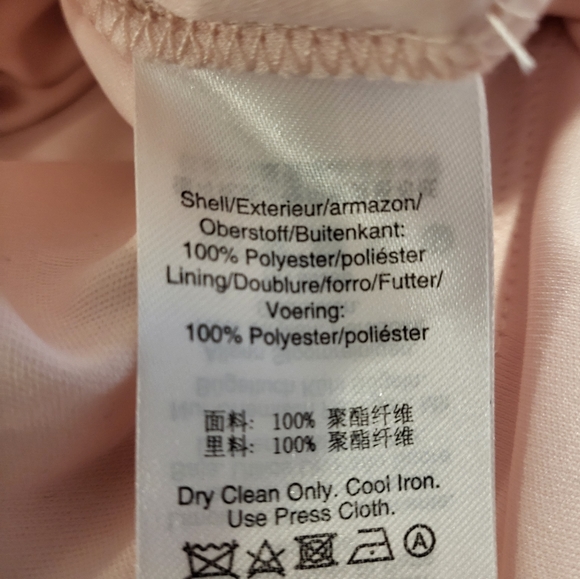 Shell/Exterieur/armazon/
Oberstoff/Buitenkant:
100% Polyester/poliéster
Lining/Doublure/forro/Futter/
Voering:
100% Polyester/poliéster
面料: 100% 聚酯纤维
里料: 100% 聚酯纤维
Dry Clean Only. Cool Iron.
Use Press Cloth.
A